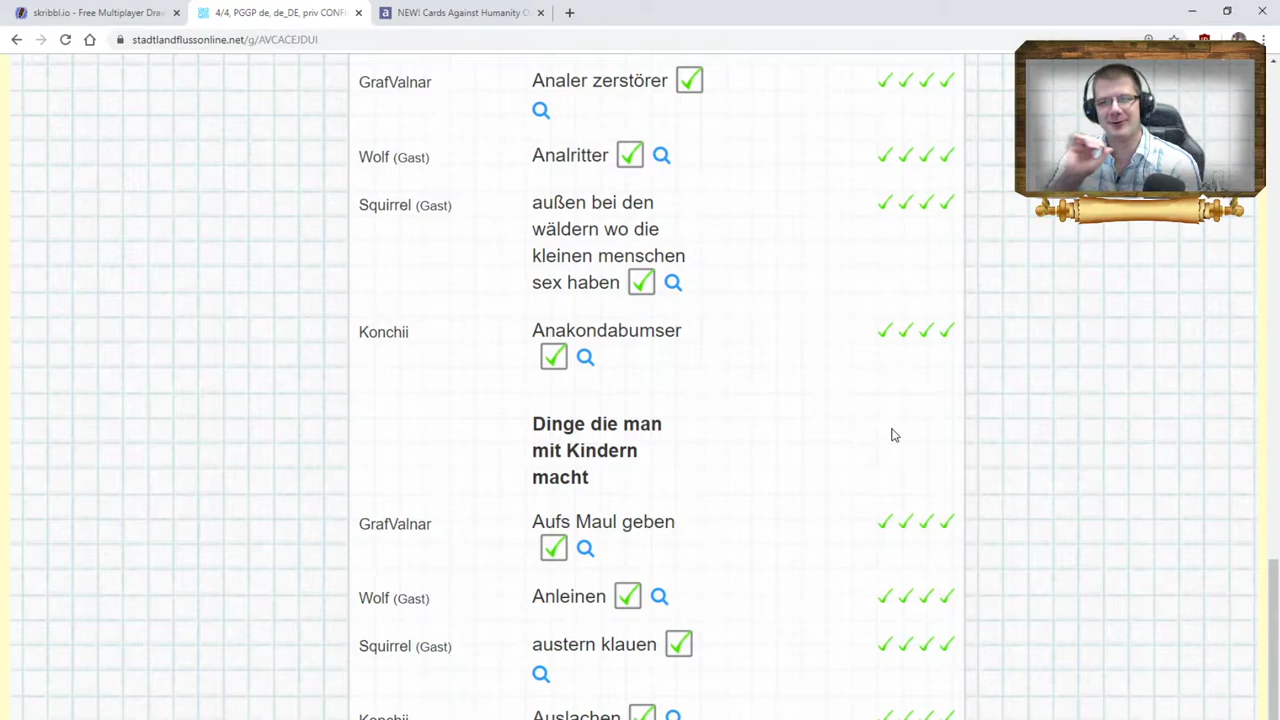 skribbl.io - Free Multiplayer Draw
4/4, PGGP de, de_DE, priv CONF
NEW! Cards Against Humanity O
stadtlandflussonline.net/g/AVCACEJDUI
GrafValnar Analer zerstörer
Wolf (Gast) Analritter
Squirrel (Gast) außen bei den
wäldern wo die
kleinen menschen
sex haben
Konchii Anakondabumser
Dinge die man
mit Kindern
macht
GrafValnar Aufs Maul geben
Wolf (Gast) Anleinen
Squirrel (Gast) austern klauen
Konchii Auslachen